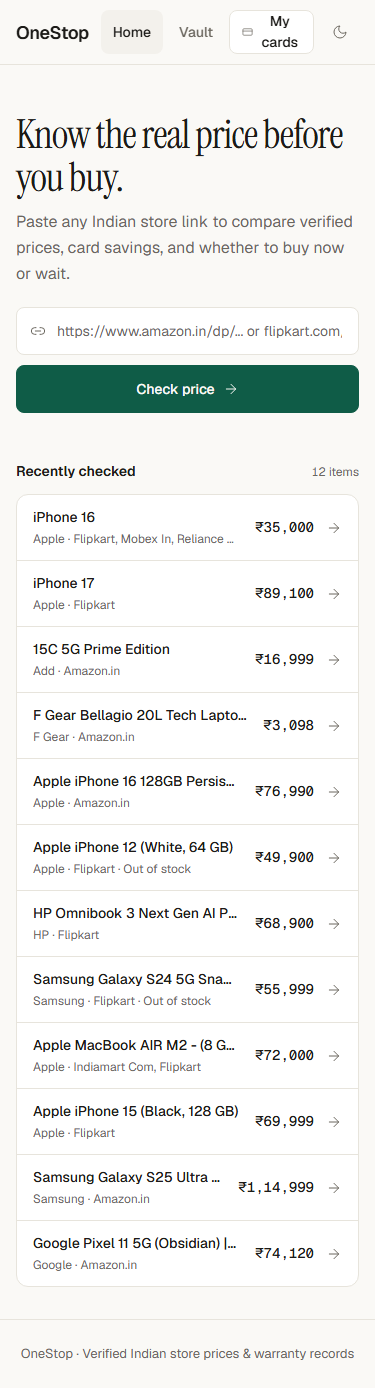 OneStop
Home
Vault
My cards
Know the real price before
you buy.
Paste any Indian store link to compare verified
prices, card savings, and whether to buy now
or wait.
https://www.amazon.in/dp/... or flipkart.com,
Check price →
Recently checked
12 items
iPhone 16
Apple · Flipkart, Mobex In, Reliance ...
₹35,000 →
iPhone 17
Apple · Flipkart
₹89,100 →
15C 5G Prime Edition
Add · Amazon.in
₹16,999 →
F Gear Bellagio 20L Tech Lapto...
F Gear · Amazon.in
₹3,098 →
Apple iPhone 16 128GB Persis...
Apple · Amazon.in
₹76,990 →
Apple iPhone 12 (White, 64 GB)
Apple · Flipkart · Out of stock
₹49,900 →
HP Omnibook 3 Next Gen AI P...
HP · Flipkart
₹68,900 →
Samsung Galaxy S24 5G Sna...
Samsung · Flipkart · Out of stock
₹55,999 →
Apple MacBook AIR M2 - (8 G...
Apple · Indiamart Com, Flipkart
₹72,000 →
Apple iPhone 15 (Black, 128 GB)
Apple · Flipkart
₹69,999 →
Samsung Galaxy S25 Ultra ...
Samsung · Amazon.in
₹1,14,999 →
Google Pixel 11 5G (Obsidian) |...
Google · Amazon.in
₹74,120 →
OneStop · Verified Indian store prices & warranty records